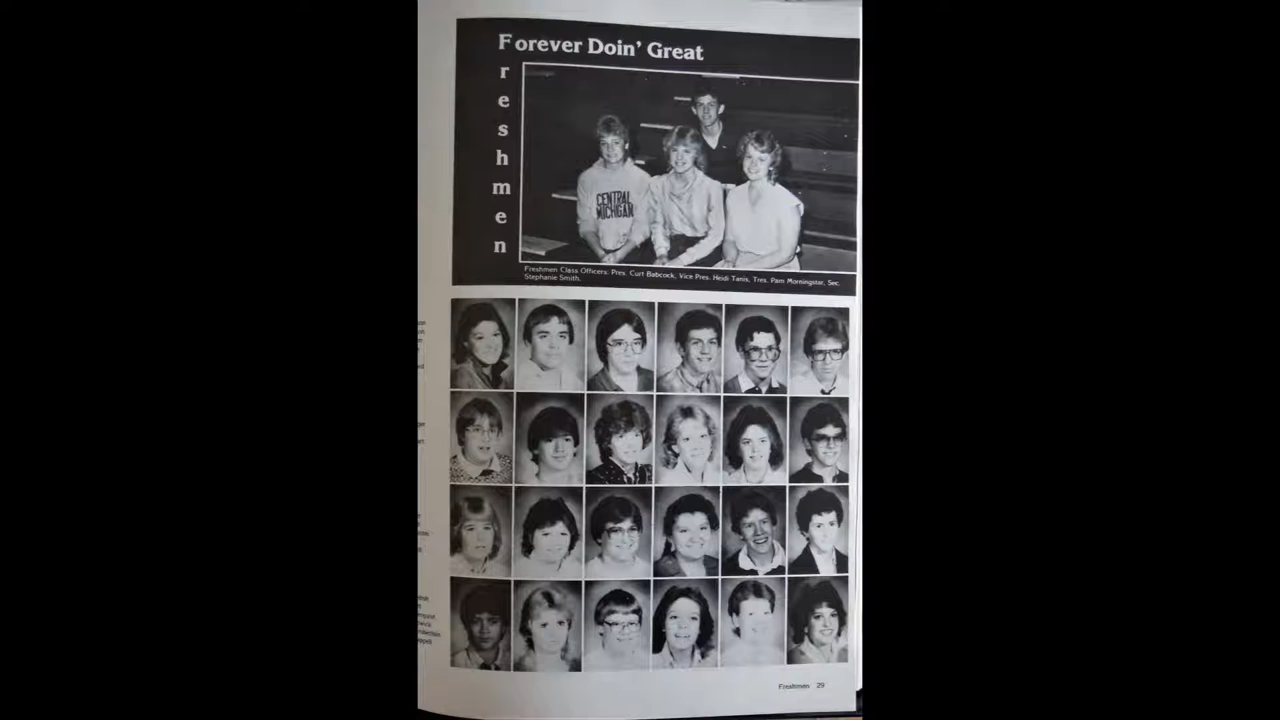 Forever Doin' Great
Freshmen
CENTRAL
MICHIGAN
Freshmen Class Officers: Pres. Curt Babcock, Vice Pres. Heidi Tanis, Tres. Pam Morningstar, Sec.
Stephanie Smith.
Freshmen 29